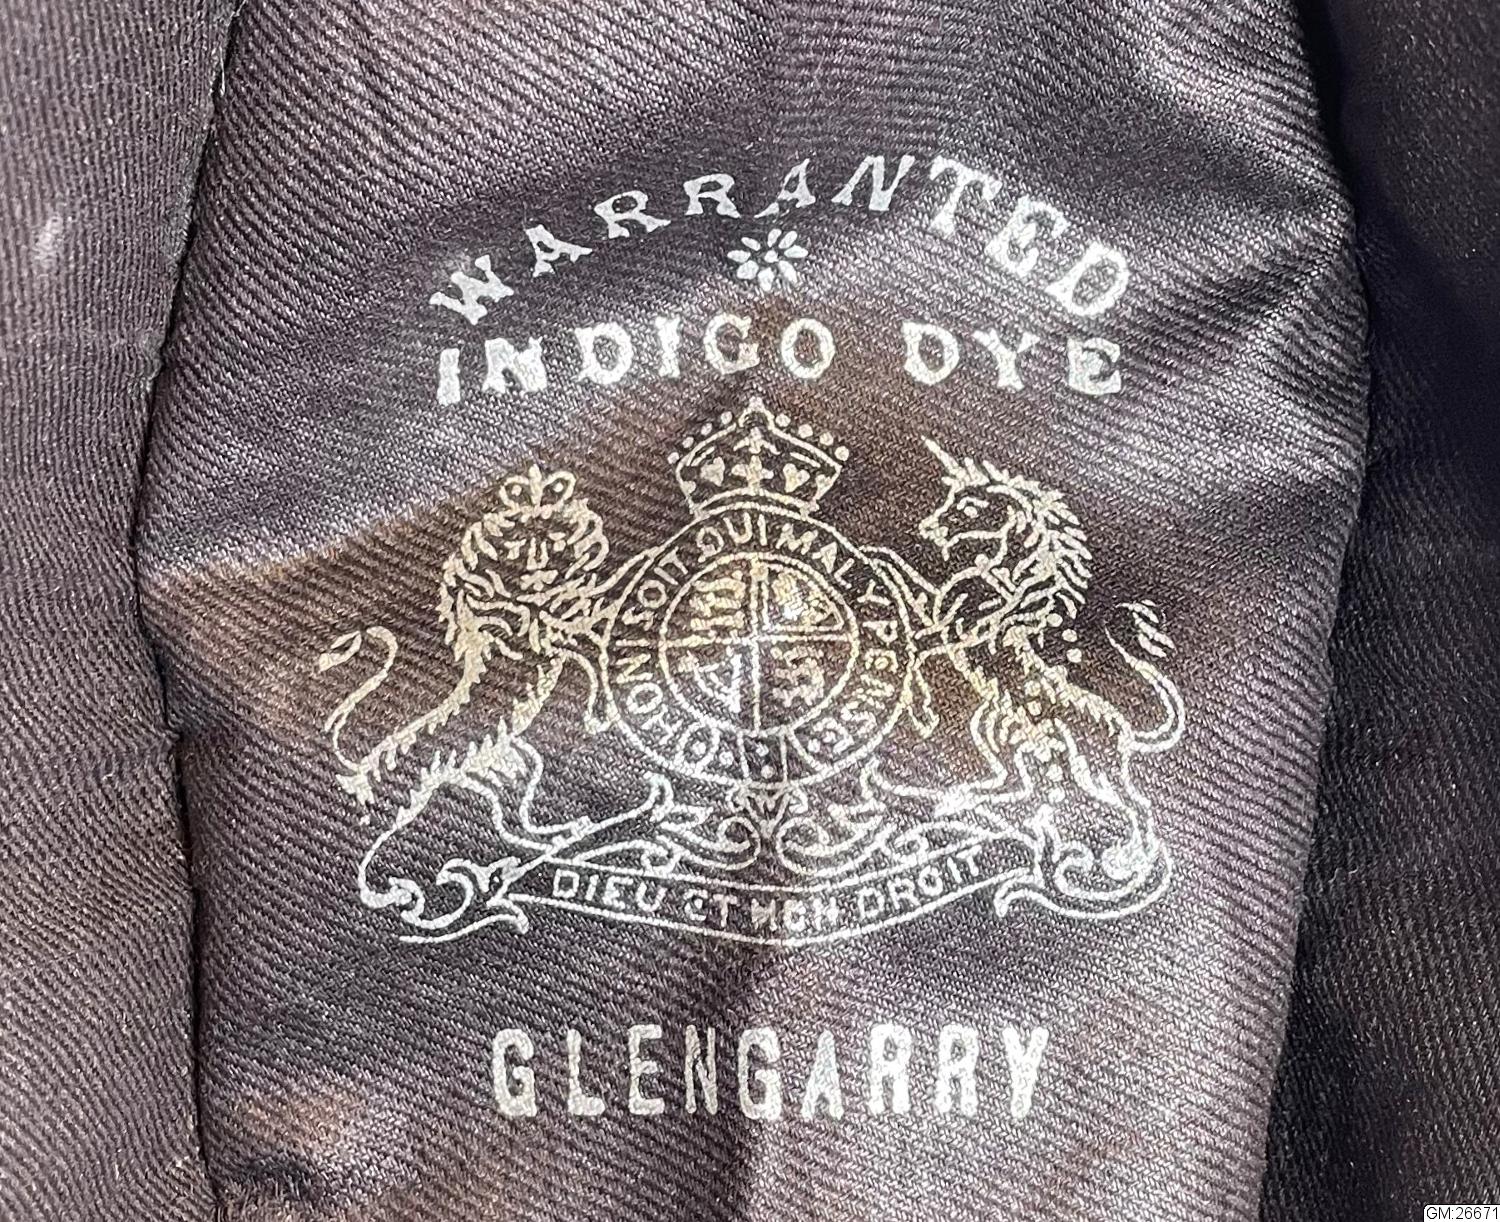 WARRANTED
INDIGO DYE
HONI SOIT QUI MAL Y PENSE
DIEU ET MON DROIT
GLENGARRY
GM:26671